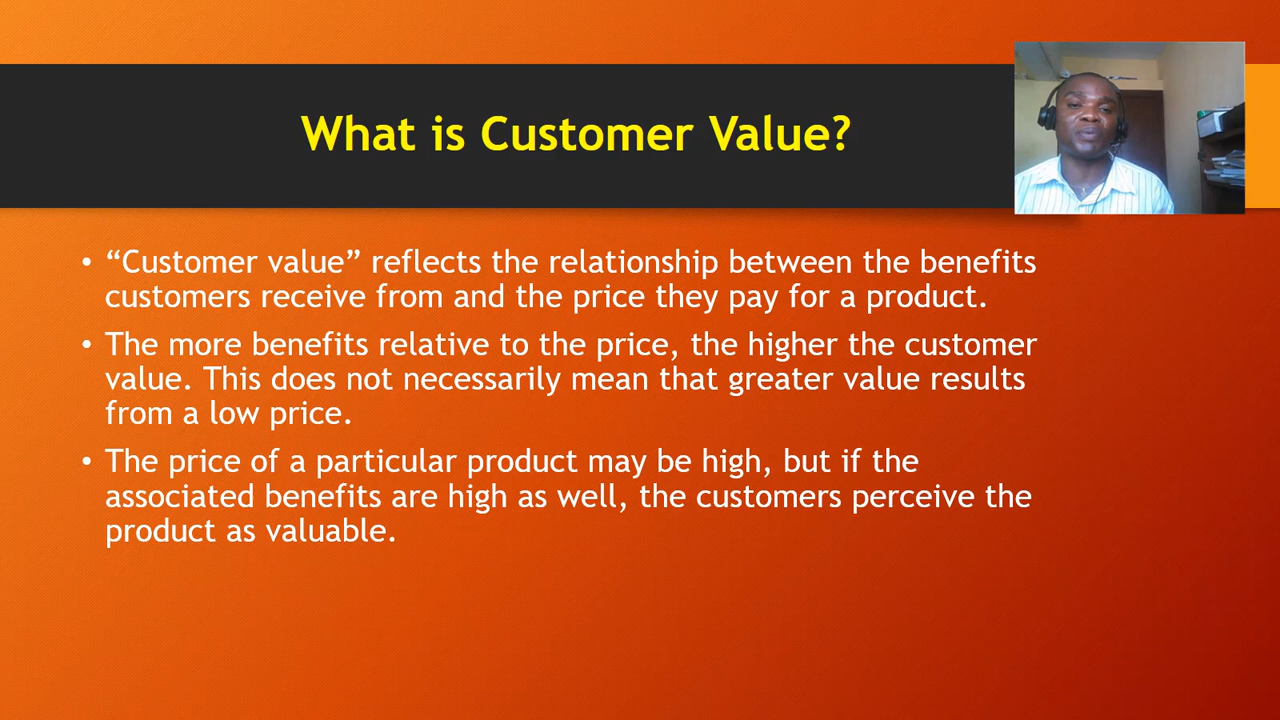 What is Customer Value?
• “Customer value” reflects the relationship between the benefits
customers receive from and the price they pay for a product.
• The more benefits relative to the price, the higher the customer
value. This does not necessarily mean that greater value results
from a low price.
• The price of a particular product may be high, but if the
associated benefits are high as well, the customers perceive the
product as valuable.